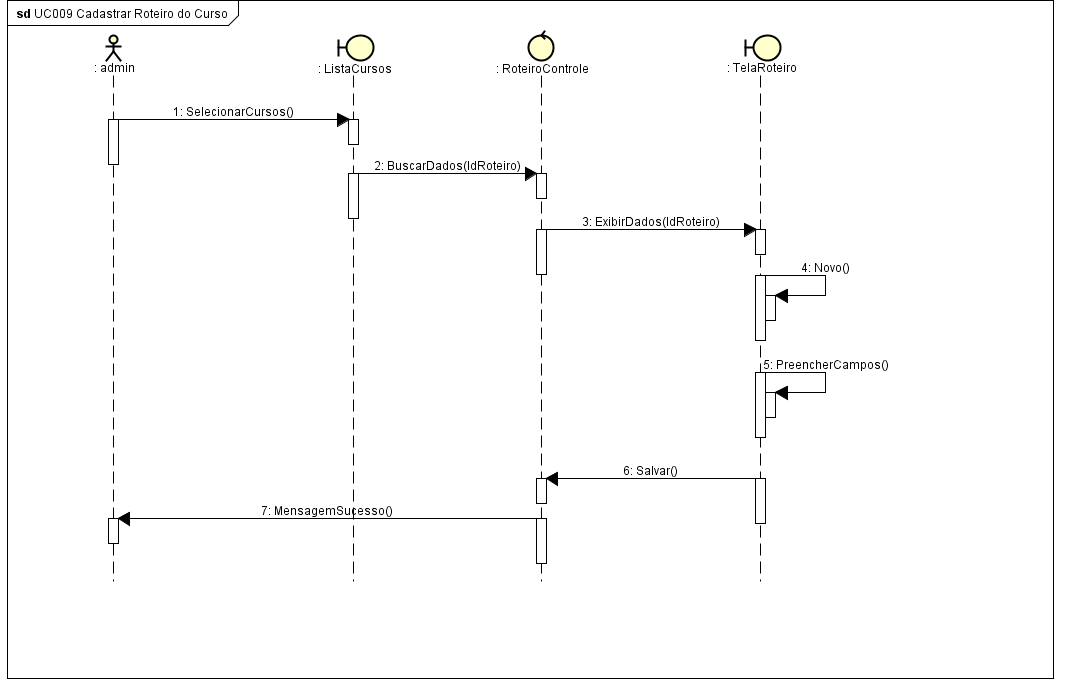 sd UC009 Cadastrar Roteiro do Curso
: admin
: ListaCursos
: RoteiroControle
: TelaRoteiro
1: SelecionarCursos()
2: BuscarDados(IdRoteiro)
3: ExibirDados(IdRoteiro)
4: Novo()
5: PreencherCampos()
6: Salvar()
7: MensagemSucesso()